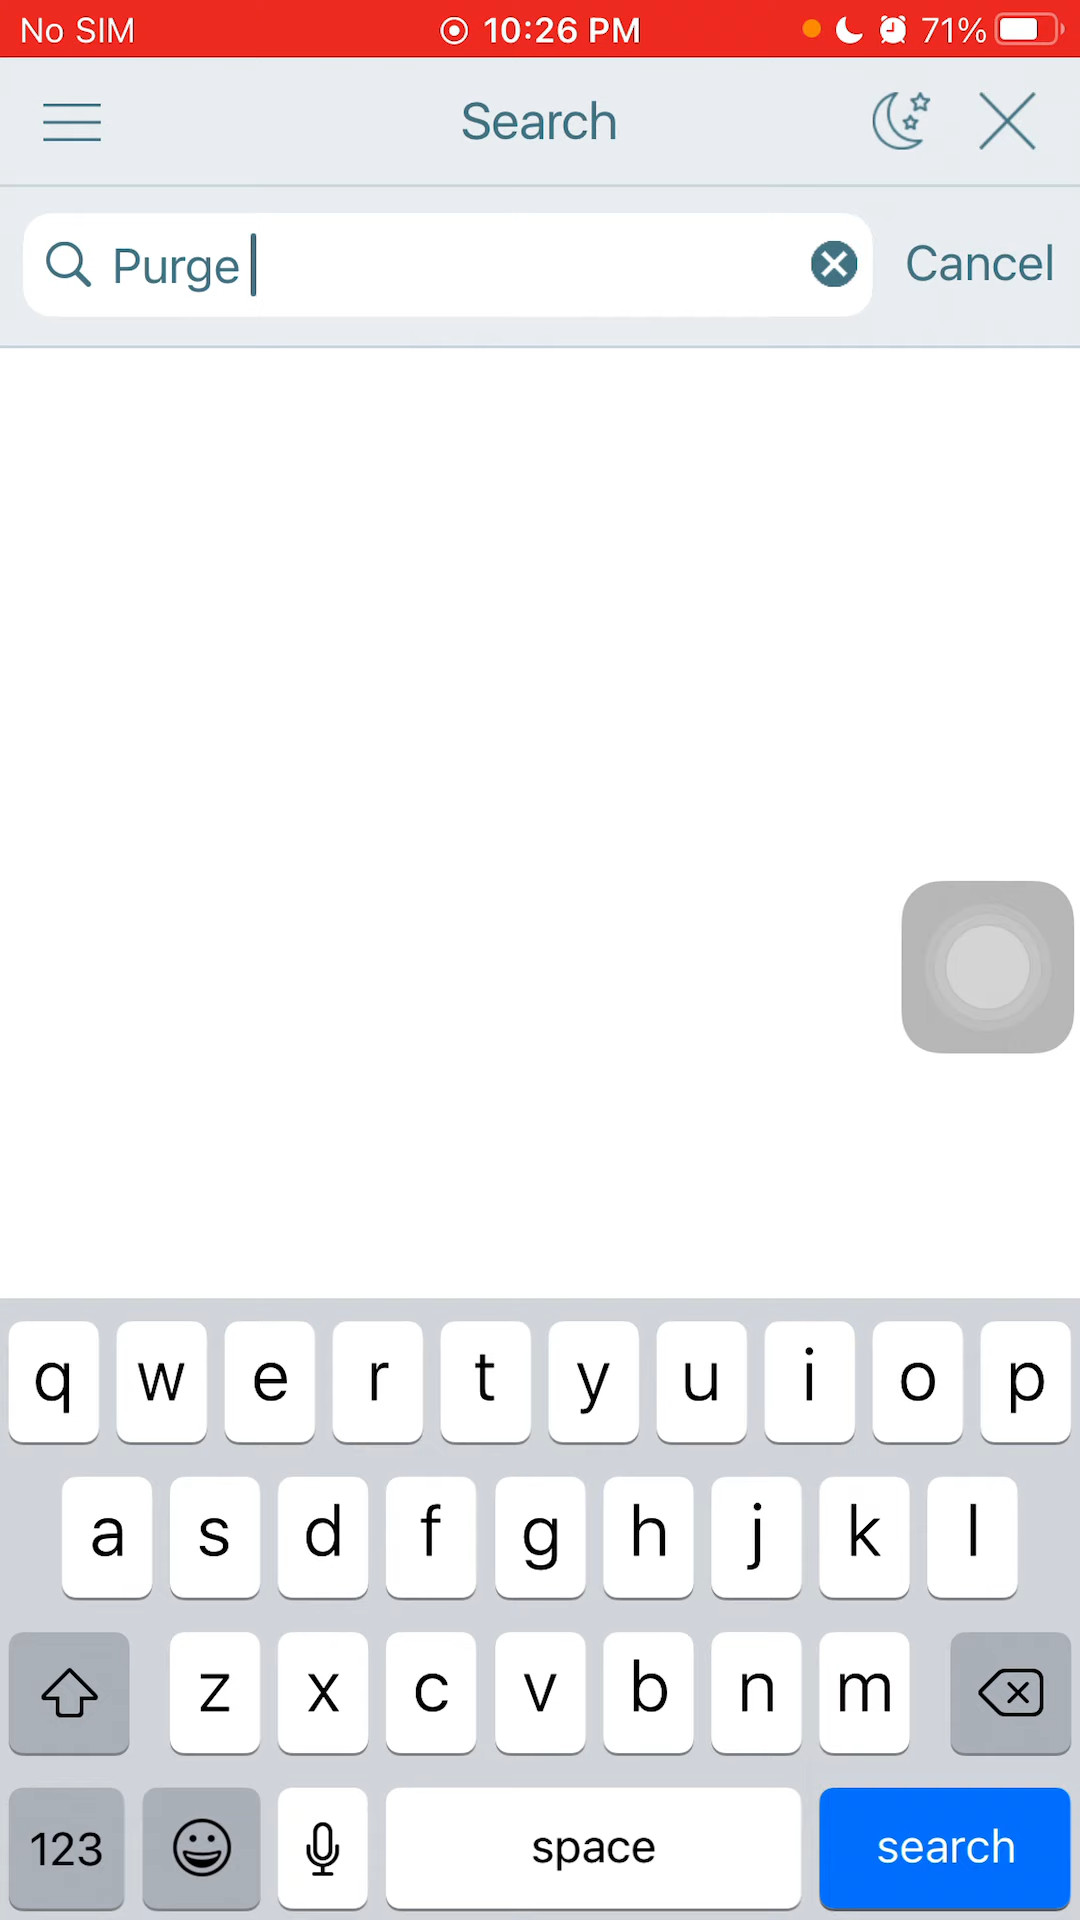 No SIM 10:26 PM 71%
Search
Purge Cancel
q w e r t y u i o p
a s d f g h j k l
z x c v b n m
123 space search